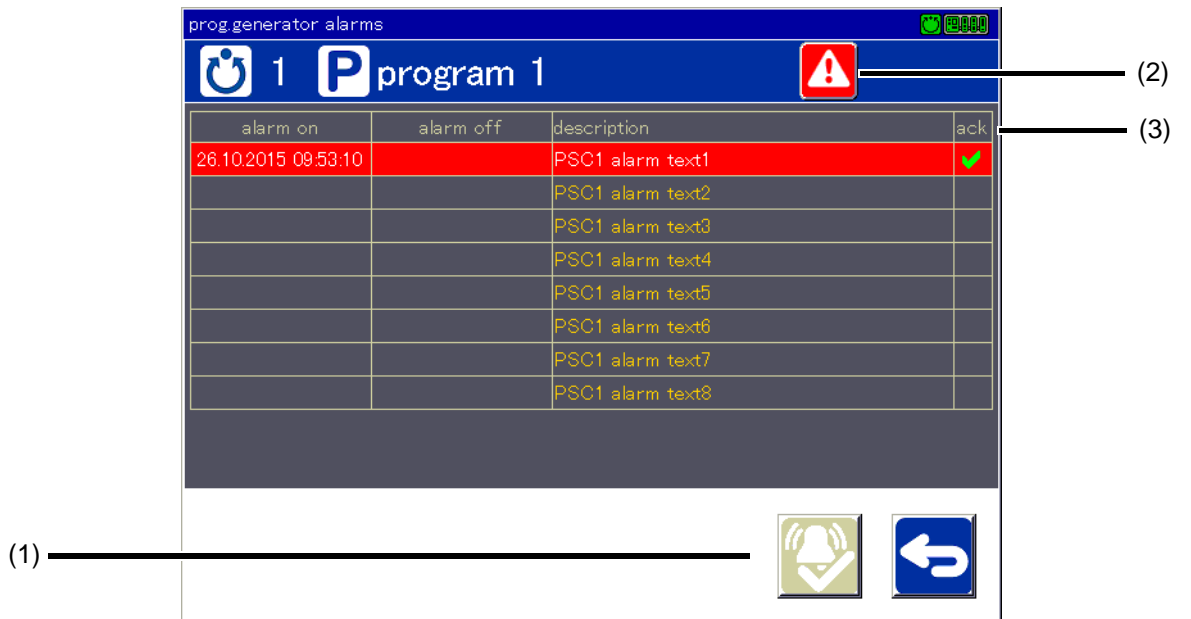 prog.generator alarms
1 P program 1
(2)
alarm on alarm off description ack
(3)
26.10.2015 09:53:10 PSC1 alarm text1
PSC1 alarm text2
PSC1 alarm text3
PSC1 alarm text4
PSC1 alarm text5
PSC1 alarm text6
PSC1 alarm text7
PSC1 alarm text8
(1)